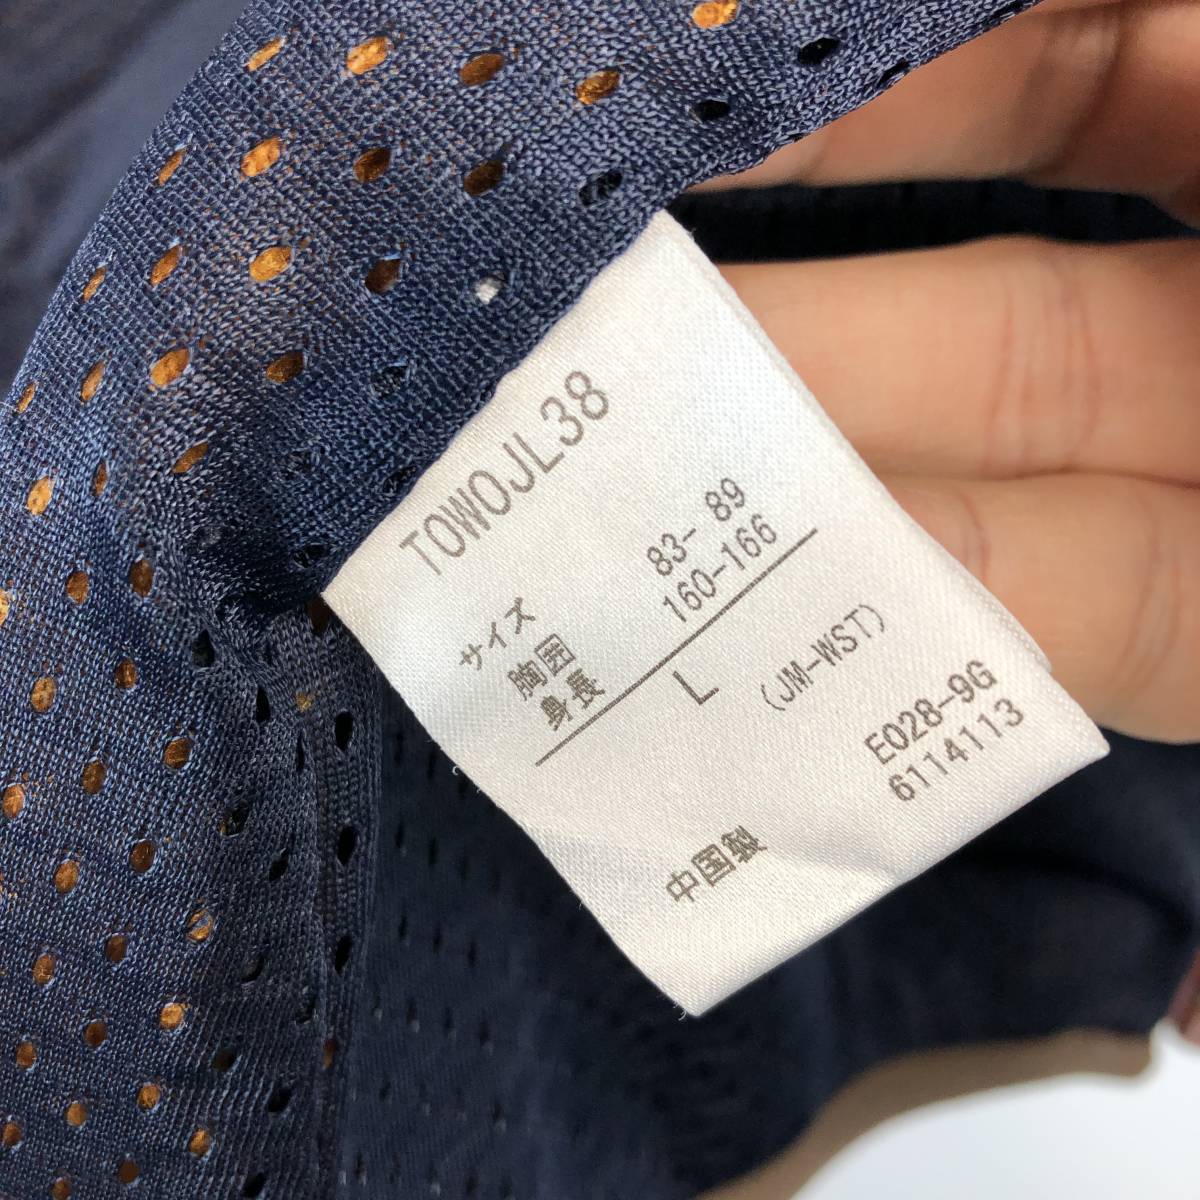 TOWOJL38
サイズ
胸囲 83- 89
身長 160-166
L
(JM-WST)
E028-9G
6114113
中国製